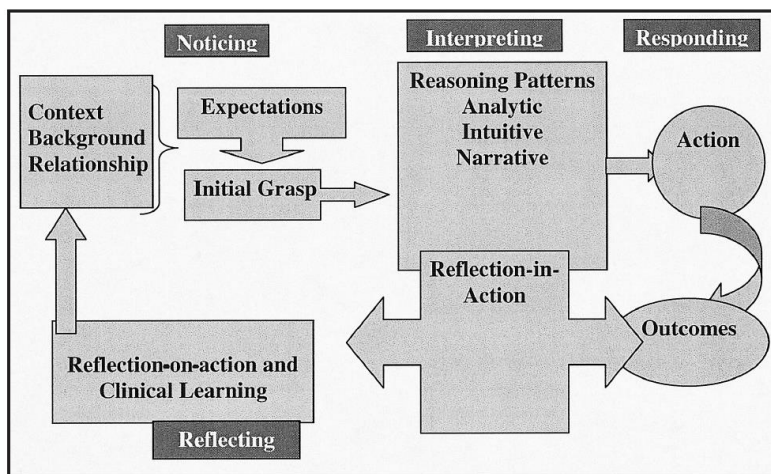 Noticing
Interpreting
Responding
Context
Background
Relationship
Expectations
Initial Grasp
Reasoning Patterns
Analytic
Intuitive
Narrative
Action
Reflection-in-
Action
Outcomes
Reflection-on-action and
Clinical Learning
Reflecting